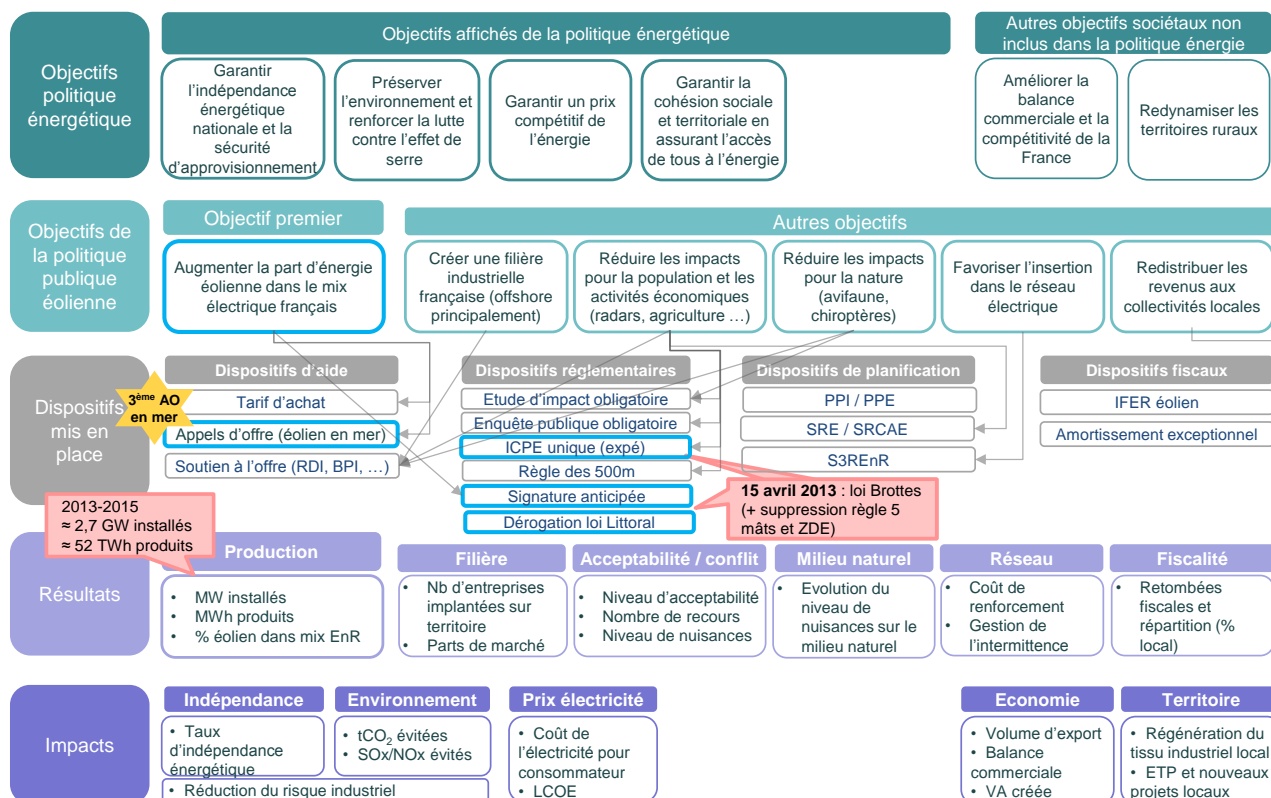 Objectifs
politique
énergétique
Objectifs affichés de la politique énergétique
Garantir
l’indépendance
énergétique
nationale et la
sécurité
d’approvisionnement
Préserver
l’environnement et
renforcer la lutte
contre l’effet de
serre
Garantir un prix
compétitif de
l’énergie
Garantir la
cohésion sociale
et territoriale en
assurant l’accès
de tous à l’énergie
Autres objectifs sociétaux non
inclus dans la politique énergie
Améliorer la
balance
commerciale et la
compétitivité de la
France
Redynamiser les
territoires ruraux
Objectifs de
la politique
publique
éolienne
Objectif premier
Augmenter la part d’énergie
éolienne dans le mix
électrique français
Autres objectifs
Créer une filière
industrielle
française (offshore
principalement)
Réduire les impacts
pour la population et les
activités économiques
(radars, agriculture …)
Réduire les impacts
pour la nature
(avifaune,
chiroptères)
Favoriser l’insertion
dans le réseau
électrique
Redistribuer les
revenus aux
collectivités locales
Dispositifs
mis en
place
3ème AO
en mer
Dispositifs d’aide
Tarif d’achat
Appels d’offre (éolien en mer)
Soutien à l’offre (RDI, BPI, …)
Dispositifs réglementaires
Etude d’impact obligatoire
Enquête publique obligatoire
ICPE unique (expé)
Règle des 500m
Signature anticipée
Dérogation loi Littoral
Dispositifs de planification
PPI / PPE
SRE / SRCAE
S3REnR
Dispositifs fiscaux
IFER éolien
Amortissement exceptionnel
15 avril 2013 : loi Brottes
(+ suppression règle 5
mâts et ZDE)
2013-2015
≈ 2,7 GW installés
≈ 52 TWh produits
Résultats
Production
• MW installés
• MWh produits
• % éolien dans mix EnR
Filière
• Nb d’entreprises
implantées sur
territoire
• Parts de marché
Acceptabilité / conflit
• Niveau d’acceptabilité
• Nombre de recours
• Niveau de nuisances
Milieu naturel
• Evolution du
niveau de
nuisances sur le
milieu naturel
Réseau
• Coût de
renforcement
• Gestion de
l’intermittence
Fiscalité
• Retombées
fiscales et
répartition (%
local)
Impacts
Indépendance
• Taux
d’indépendance
énergétique
Environnement
• tCO2 évitées
• SOx/NOx évités
• Réduction du risque industriel
Prix électricité
• Coût de
l’électricité pour
consommateur
• LCOE
Economie
• Volume d’export
• Balance
commerciale
• VA créée
Territoire
• Régénération du
tissu industriel local
• ETP et nouveaux
projets locaux